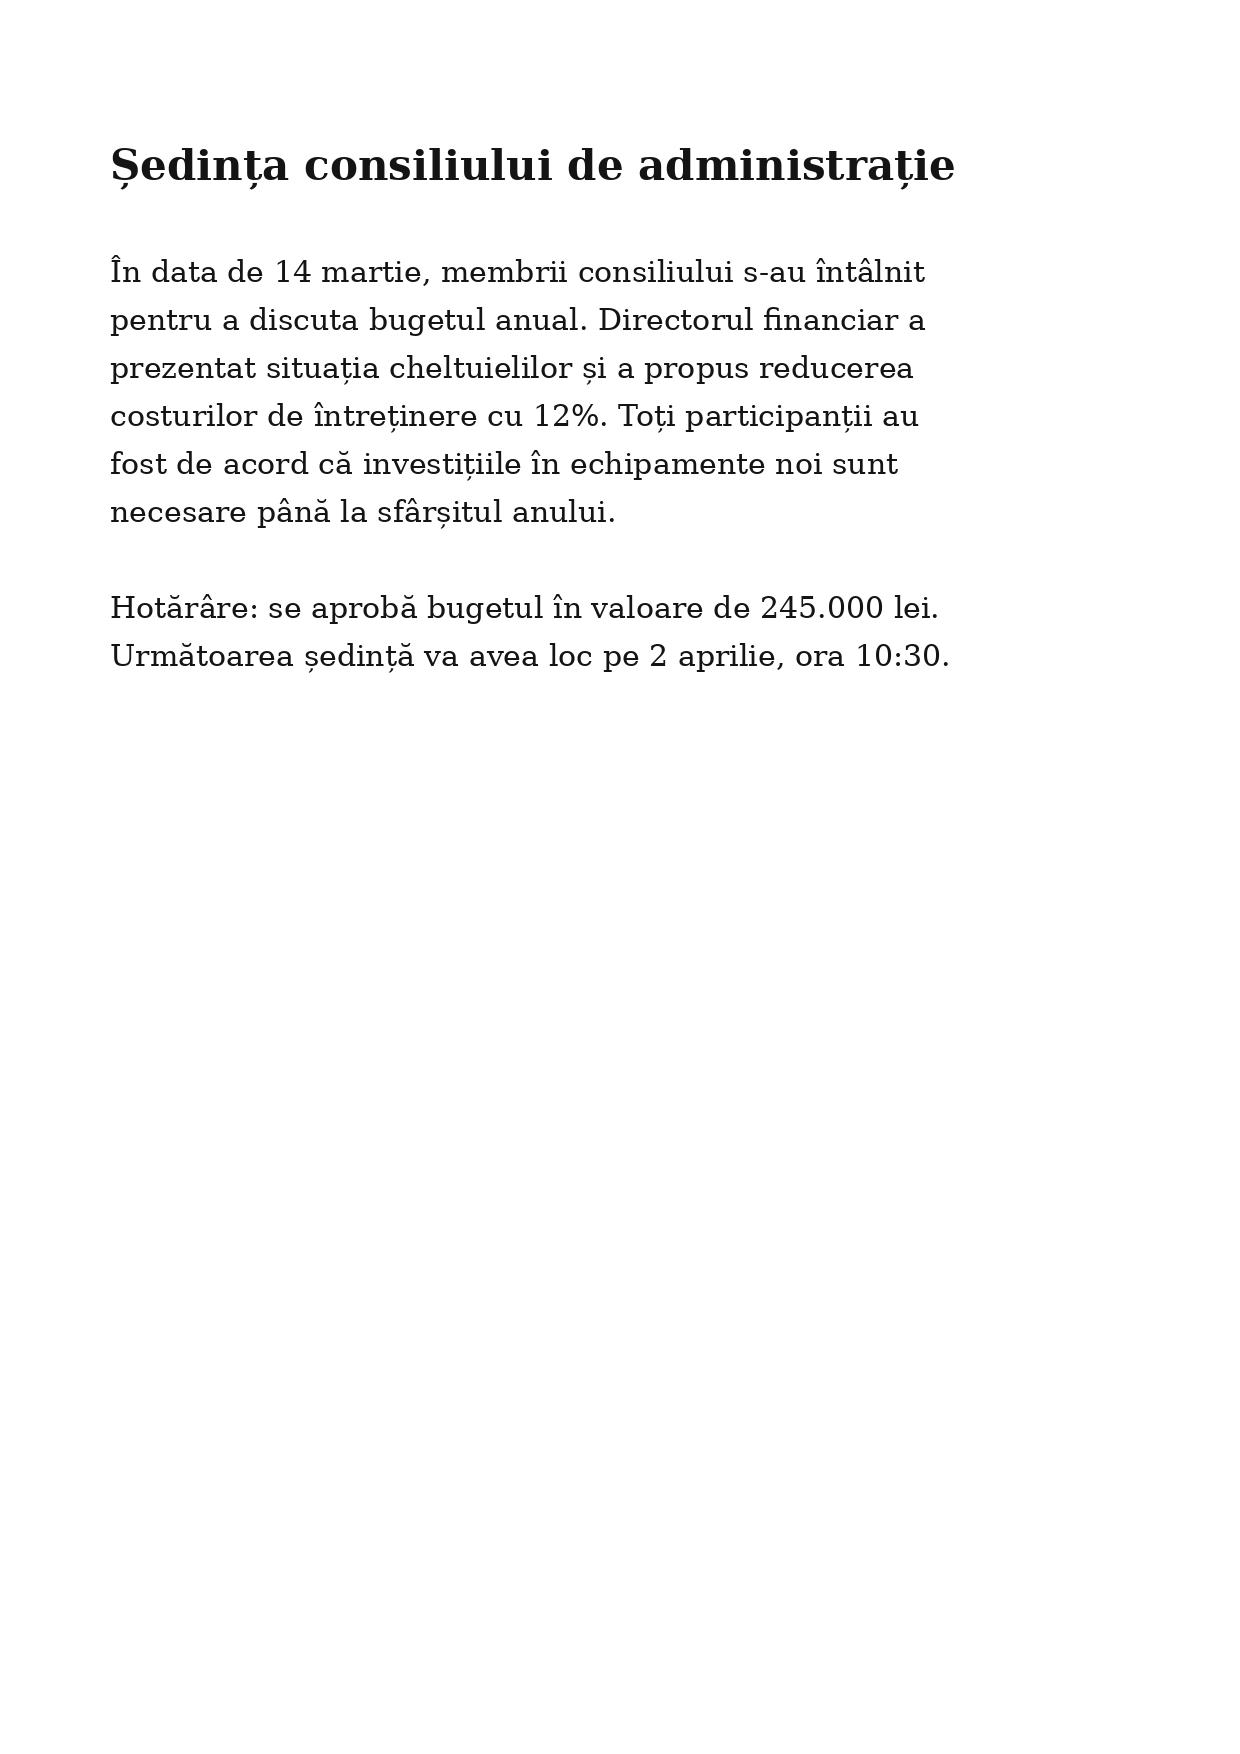 Ședința consiliului de administrație
În data de 14 martie, membrii consiliului s-au întâlnit
pentru a discuta bugetul anual. Directorul financiar a
prezentat situația cheltuielilor și a propus reducerea
costurilor de întreținere cu 12%. Toți participanții au
fost de acord că investițiile în echipamente noi sunt
necesare până la sfârșitul anului.
Hotărâre: se aprobă bugetul în valoare de 245.000 lei.
Următoarea ședință va avea loc pe 2 aprilie, ora 10:30.